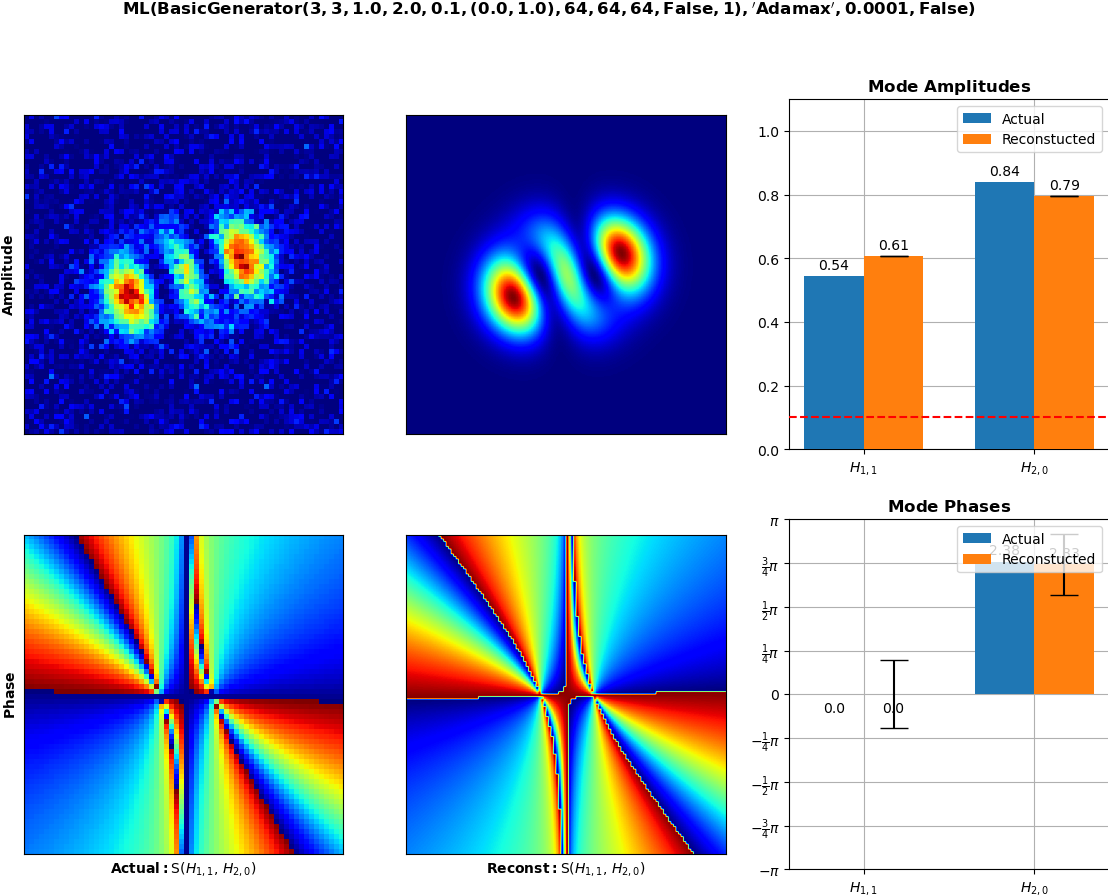 ML(BasicGenerator(3, 3, 1.0, 2.0, 0.1, (0.0, 1.0), 64, 64, 64, False, 1), ′Adamax′, 0.0001, False)
Mode Amplitudes
Actual
Reconstucted
1.0
0.8
0.6
0.4
0.2
0.0
0.54
0.61
0.84
0.79
H1, 1
H2, 0
Amplitude
Mode Phases
Actual
Reconstucted
π
3/4π
1/2π
1/4π
0
−1/4π
−1/2π
−3/4π
−π
0.0
0.0
2.38
H1, 1
H2, 0
Phase
Actual: S(H1, 1, H2, 0)
Reconst: S(H1, 1, H2, 0)